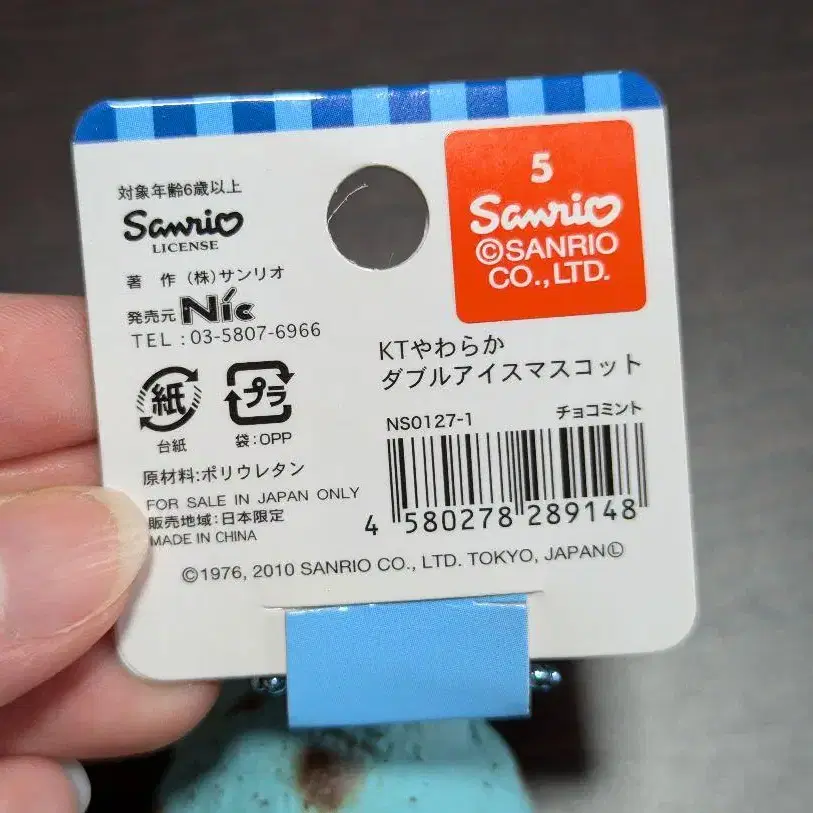 対象年齢6歳以上
Sanrio
LICENSE
著 作 (株)サンリオ
発売元 Nic
TEL : 03-5807-6966
紙
台紙
プラ
袋:OPP
原材料:ポリウレタン
FOR SALE IN JAPAN ONLY
販売地域:日本限定
MADE IN CHINA
5
Sanrio
©SANRIO
CO., LTD.
KTやわらか
ダブルアイスマスコット
NS0127-1 チョコミント
4 580278 289148
©1976, 2010 SANRIO CO., LTD. TOKYO, JAPANⓁ